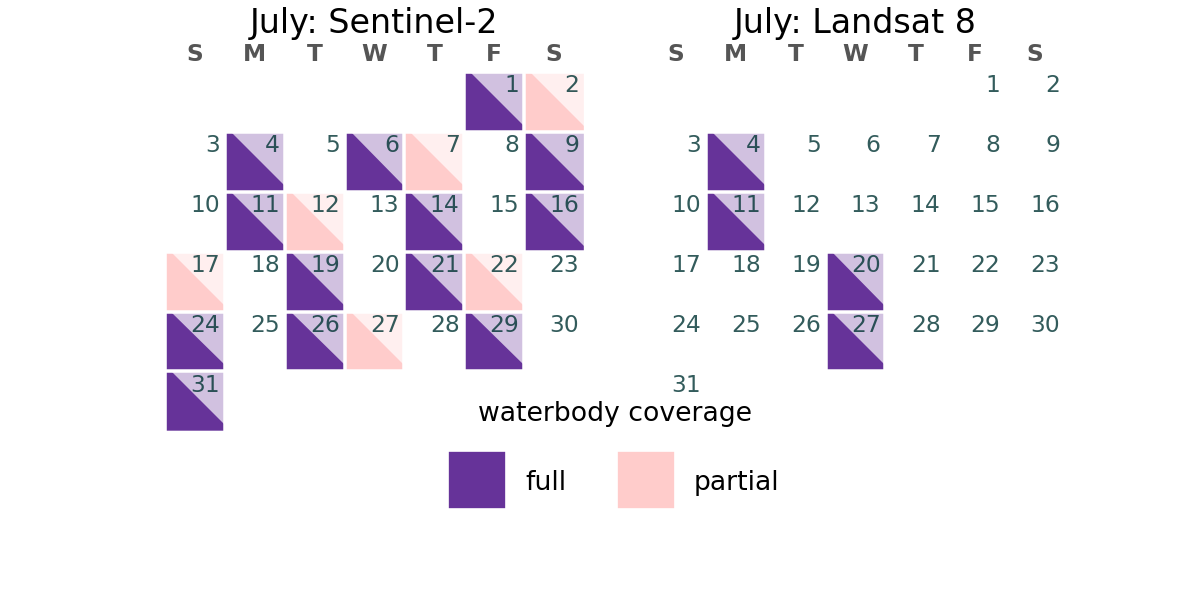 July: Sentinel-2
S M T W T F S
1 2
3 4 5 6 7 8 9
10 11 12 13 14 15 16
17 18 19 20 21 22 23
24 25 26 27 28 29 30
31
July: Landsat 8
S M T W T F S
1 2
3 4 5 6 7 8 9
10 11 12 13 14 15 16
17 18 19 20 21 22 23
24 25 26 27 28 29 30
31
waterbody coverage
full
partial